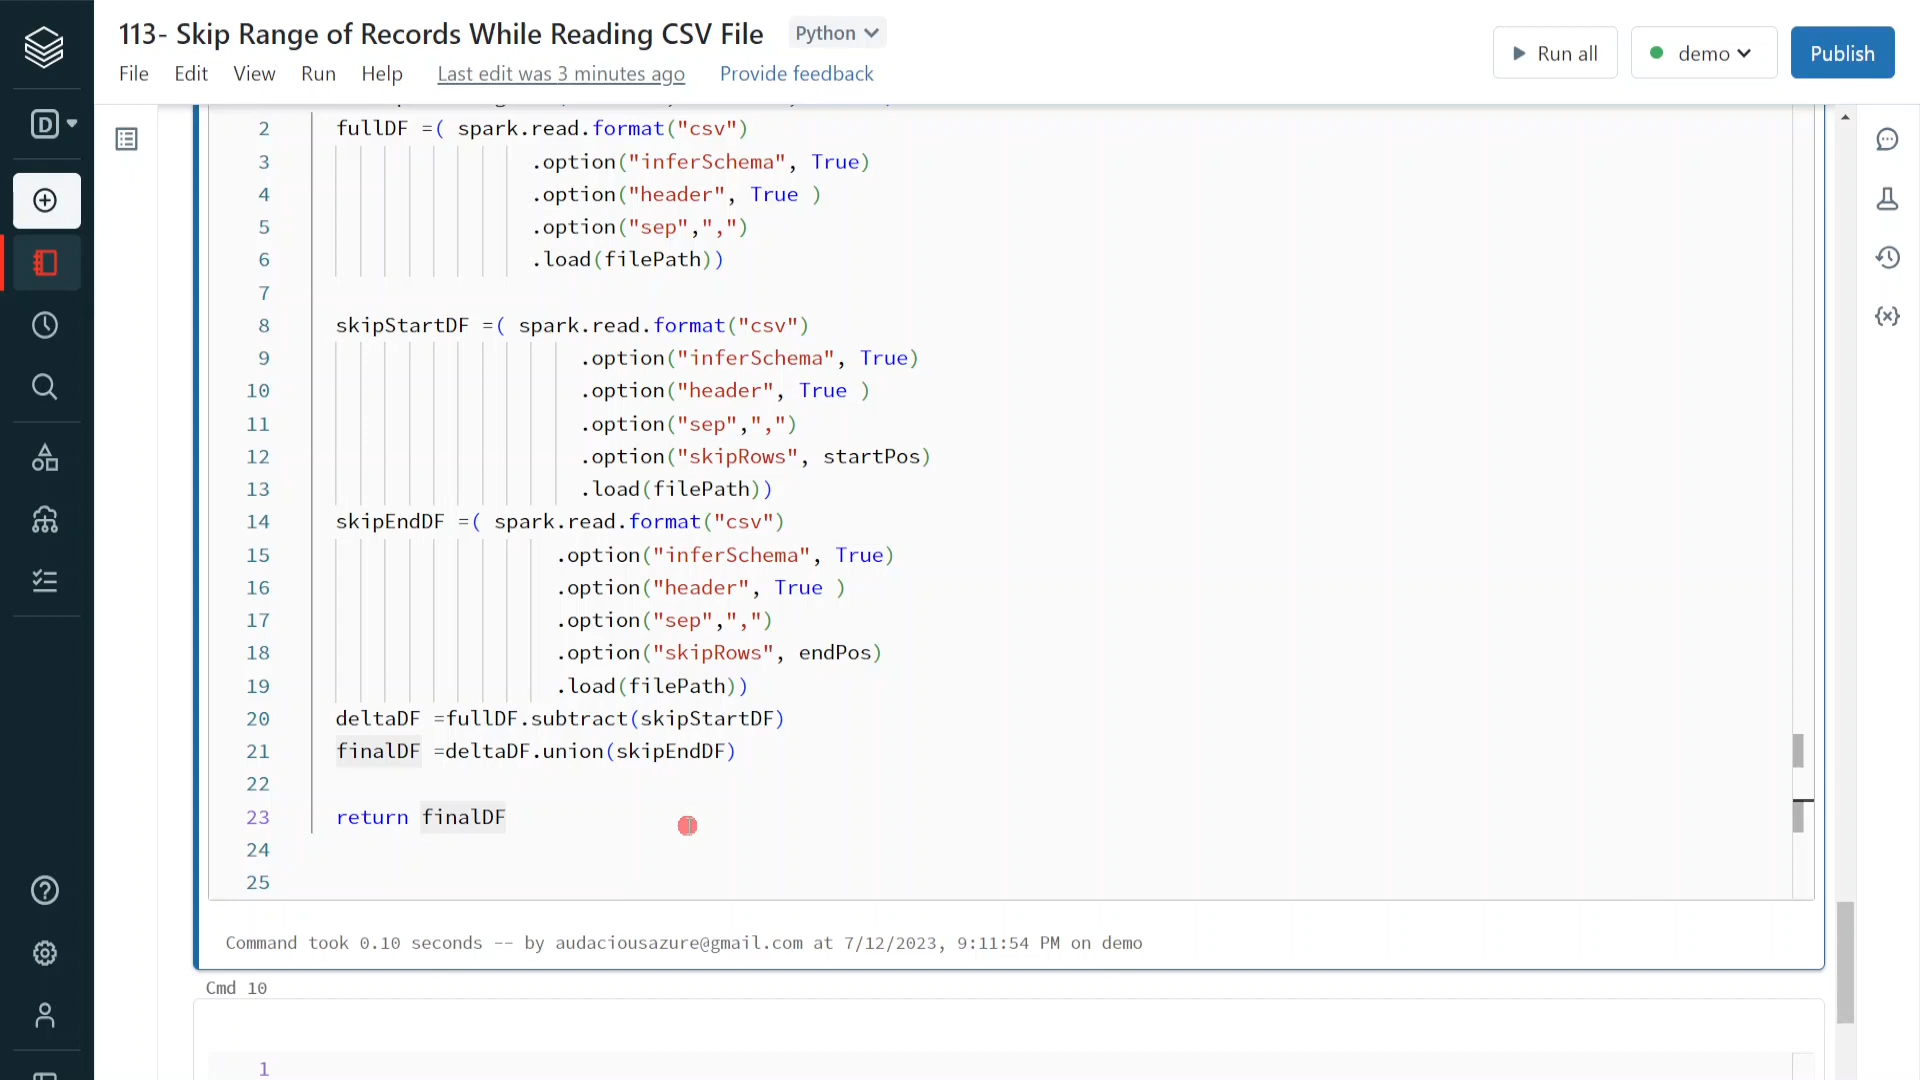 113- Skip Range of Records While Reading CSV File
Python
File Edit View Run Help Last edit was 3 minutes ago Provide feedback
Run all
demo
Publish
D
2 fullDF =( spark.read.format("csv")
3 .option("inferSchema", True)
4 .option("header", True )
5 .option("sep",",")
6 .load(filePath))
7
8 skipStartDF =( spark.read.format("csv")
9 .option("inferSchema", True)
10 .option("header", True )
11 .option("sep",",")
12 .option("skipRows", startPos)
13 .load(filePath))
14 skipEndDF =( spark.read.format("csv")
15 .option("inferSchema", True)
16 .option("header", True )
17 .option("sep",",")
18 .option("skipRows", endPos)
19 .load(filePath))
20 deltaDF =fullDF.subtract(skipStartDF)
21 finalDF =deltaDF.union(skipEndDF)
22
23 return finalDF
24
25
Command took 0.10 seconds -- by audaciousazure@gmail.com at 7/12/2023, 9:11:54 PM on demo
Cmd 10
1